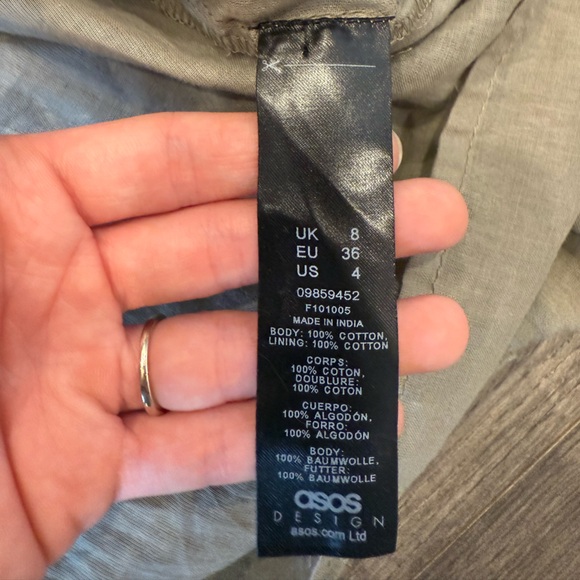 UK 8
EU 36
US 4
09859452
F101005
MADE IN INDIA
BODY: 100% COTTON,
LINING: 100% COTTON
CORPS:
100% COTON,
DOUBLURE:
100% COTON
CUERPO:
100% ALGODÓN,
FORRO:
100% ALGODÓN
BODY:
100% BAUMWOLLE,
FUTTER:
100% BAUMWOLLE
asos
DESIGN
asos.com Ltd